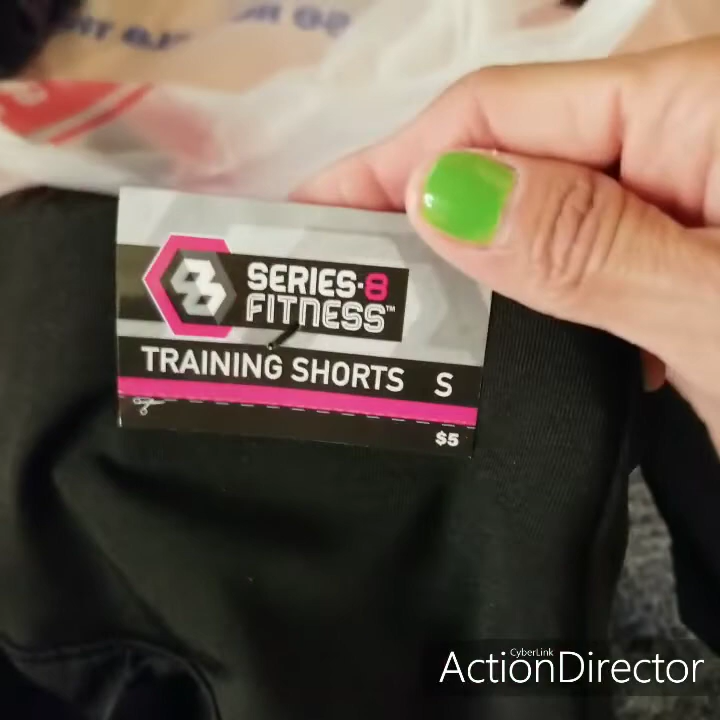 SERIES-8
FITNESS™
TRAINING SHORTS S
$5
CyberLink
ActionDirector